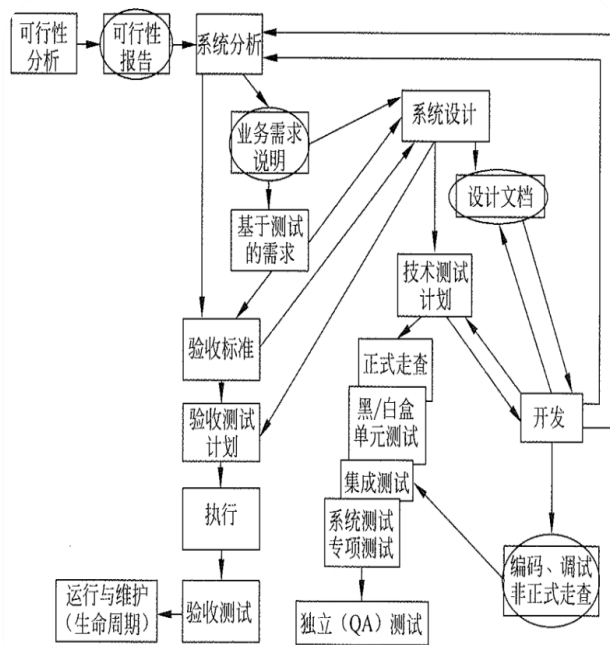 可行性
分析
可行性
报告
系统分析
业务需求
说明
系统设计
设计文档
基于测试
的需求
技术测试
计划
验收标准
正式走查
黑/白盒
单元测试
开发
验收测试
计划
集成测试
执行
系统测试
专项测试
编码、调试
非正式走查
运行与维护
(生命周期)
验收测试
独立（QA）测试